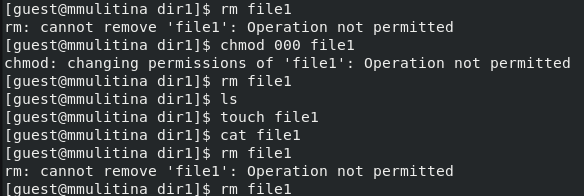 [guest@mmulitina dir1]$ rm file1
rm: cannot remove 'file1': Operation not permitted
[guest@mmulitina dir1]$ chmod 000 file1
chmod: changing permissions of 'file1': Operation not permitted
[guest@mmulitina dir1]$ rm file1
[guest@mmulitina dir1]$ ls
[guest@mmulitina dir1]$ touch file1
[guest@mmulitina dir1]$ cat file1
[guest@mmulitina dir1]$ rm file1
rm: cannot remove 'file1': Operation not permitted
[guest@mmulitina dir1]$ rm file1